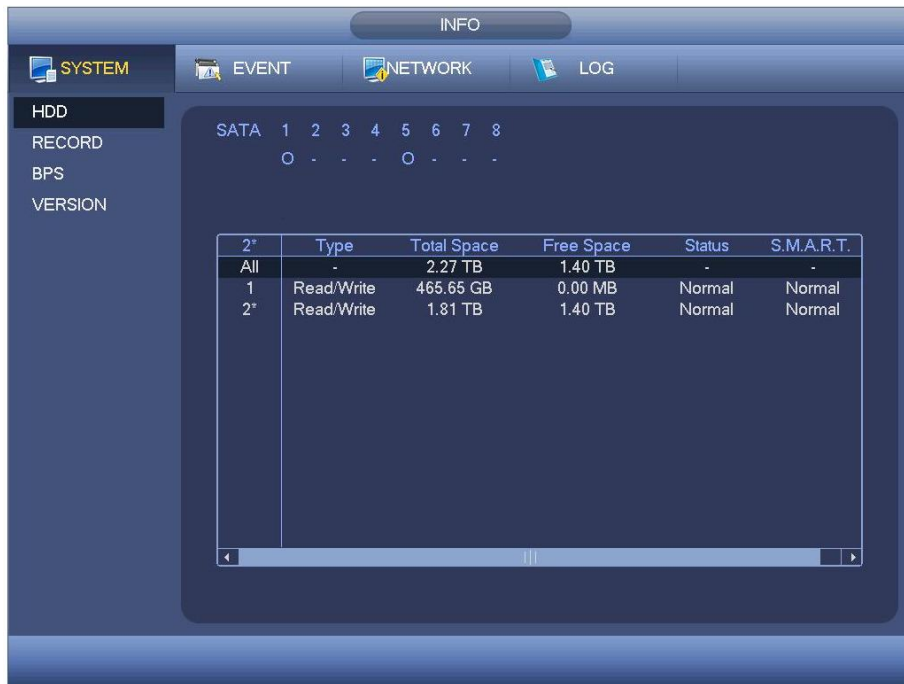 INFO
SYSTEM EVENT NETWORK LOG
HDD
RECORD
BPS
VERSION
SATA 1 2 3 4 5 6 7 8
O - - - O - - -
2* Type Total Space Free Space Status S.M.A.R.T.
All - 2.27 TB 1.40 TB - -
1 Read/Write 465.65 GB 0.00 MB Normal Normal
2* Read/Write 1.81 TB 1.40 TB Normal Normal